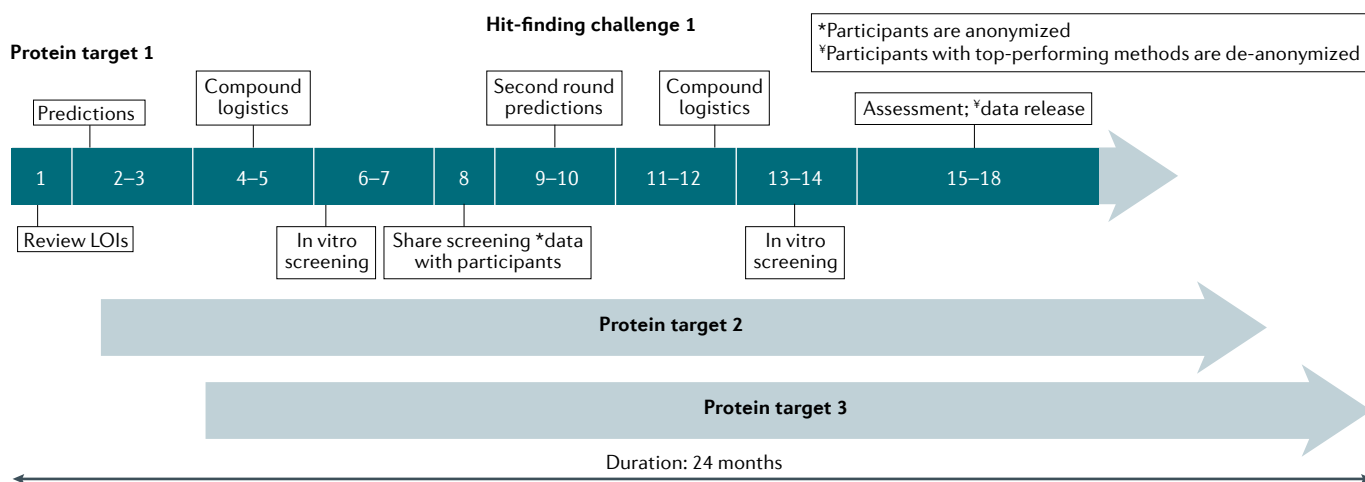 Hit-finding challenge 1
*Participants are anonymized
¥Participants with top-performing methods are de-anonymized
Protein target 1
Predictions
Compound
logistics
Second round
predictions
Compound
logistics
Assessment; ¥data release
1
2–3
4–5
6–7
8
9–10
11–12
13–14
15–18
Review LOIs
In vitro
screening
Share screening *data
with participants
In vitro
screening
Protein target 2
Protein target 3
Duration: 24 months